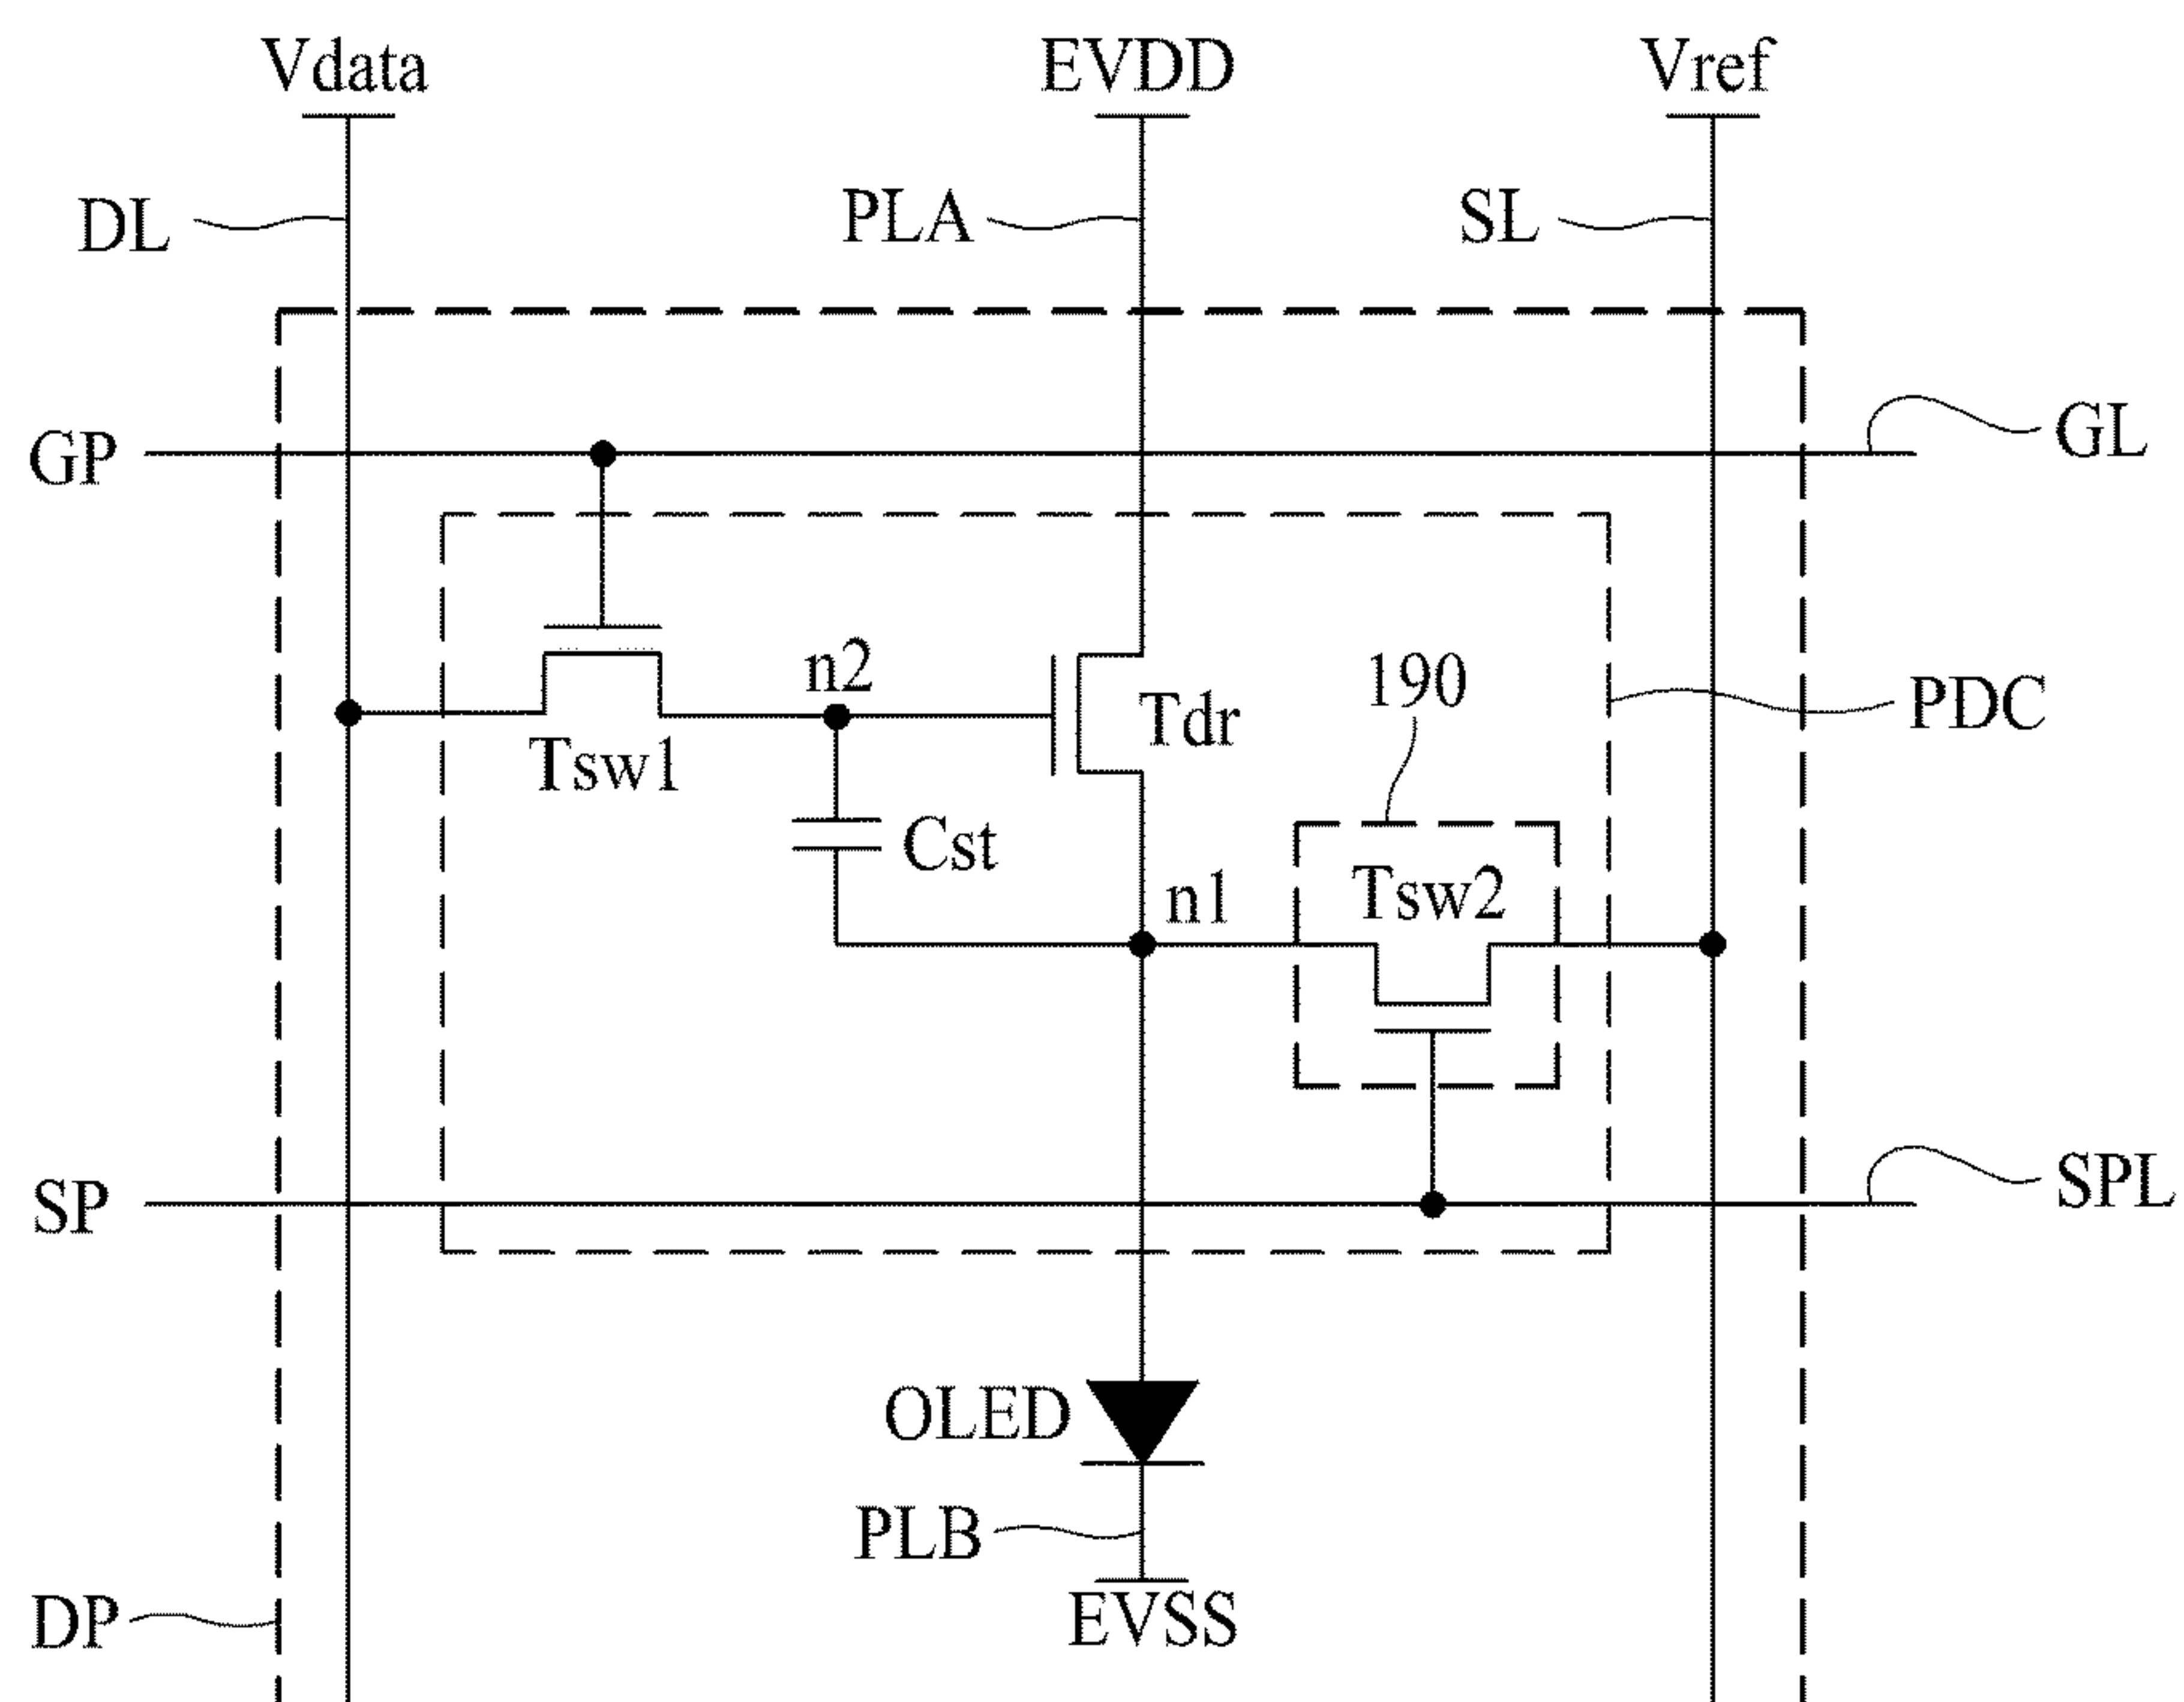 Vdata
EVDD
Vref
DL
PLA
SL
GP
GL
n2
190
PDC
Tdr
Tsw1
Cst
Tsw2
n1
SP
SPL
OLED
PLB
EVSS
DP